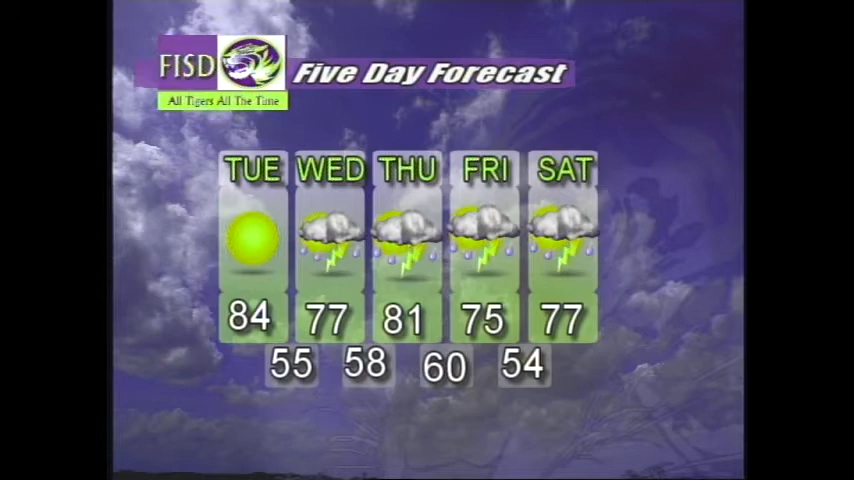 FISD
All Tigers All The Time
Five Day Forecast
TUE WED THU FRI SAT
84 77 81 75 77
55 58 60 54